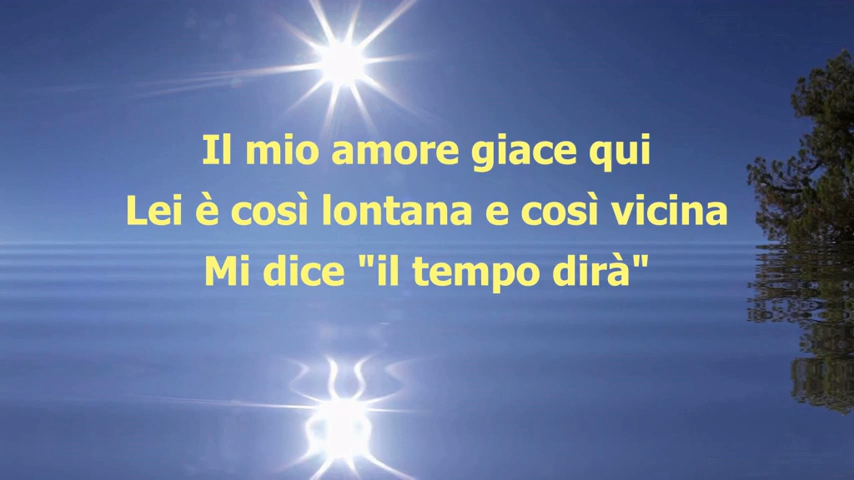 Il mio amore giace qui
Lei è così lontana e così vicina
Mi dice "il tempo dirà"